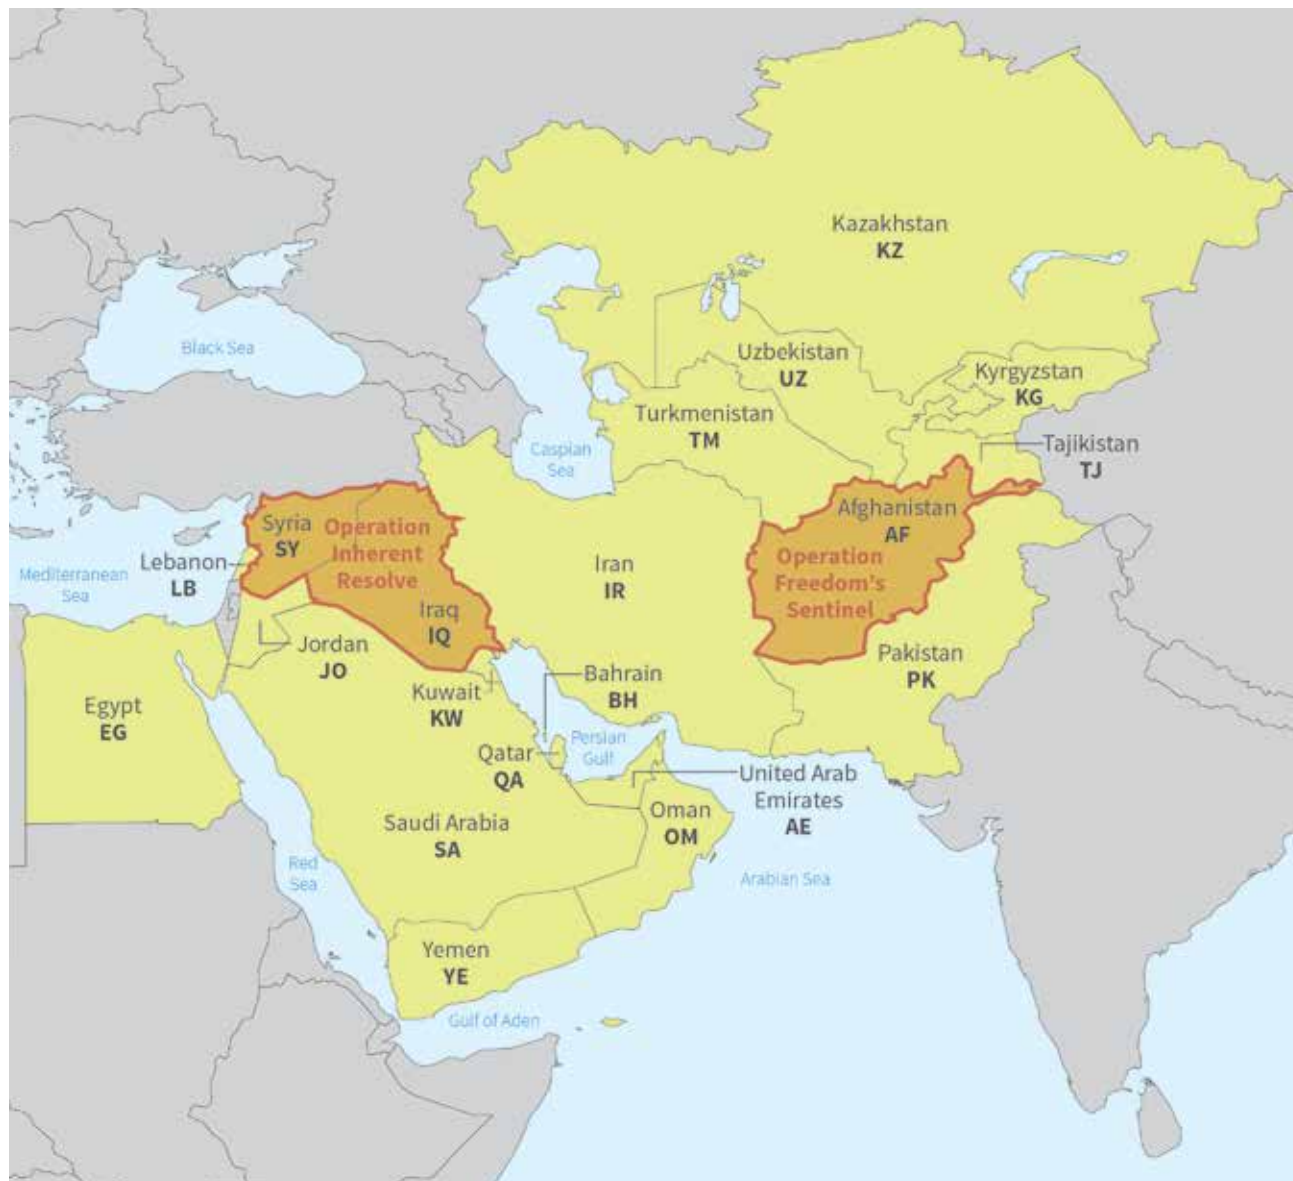 Kazakhstan
KZ
Black Sea
Uzbekistan
UZ
Kyrgyzstan
KG
Turkmenistan
TM
Caspian
Sea
Tajikistan
TJ
Syria
SY
Operation
Inherent
Resolve
Afghanistan
AF
Operation
Freedom's
Sentinel
Lebanon
LB
Mediterranean
Sea
Iran
IR
Iraq
IQ
Jordan
JO
Pakistan
PK
Kuwait
KW
Bahrain
BH
Egypt
EG
Qatar
QA
Persian
Gulf
United Arab
Emirates
AE
Saudi Arabia
SA
Oman
OM
Red
Sea
Arabian Sea
Yemen
YE
Gulf of Aden